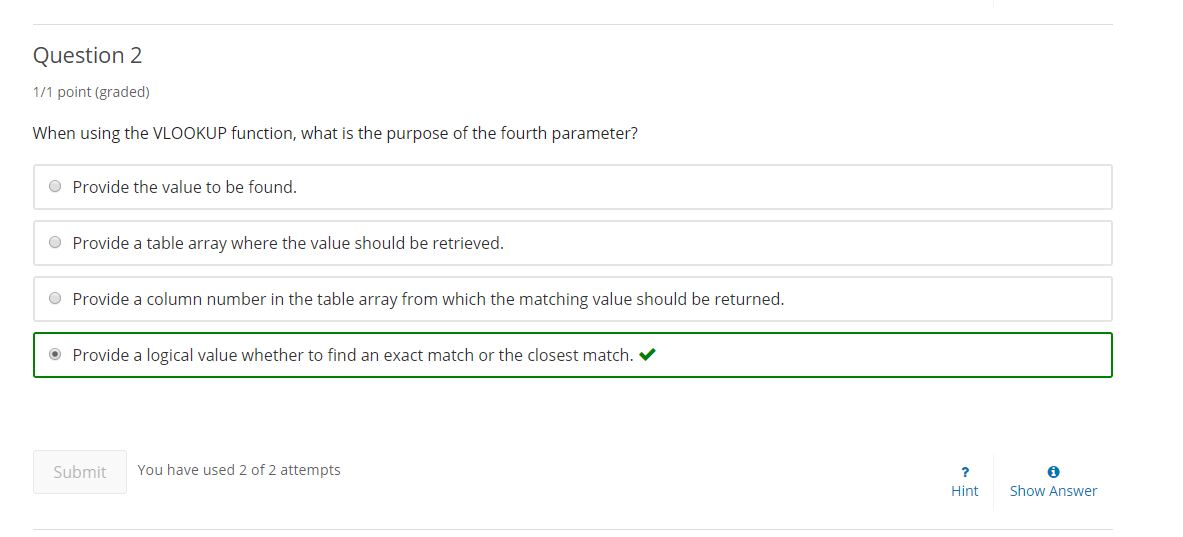 Question 2
1/1 point (graded)
When using the VLOOKUP function, what is the purpose of the fourth parameter?
Provide the value to be found.
Provide a table array where the value should be retrieved.
Provide a column number in the table array from which the matching value should be returned.
Provide a logical value whether to find an exact match or the closest match.
Submit
You have used 2 of 2 attempts
?
Hint
Show Answer